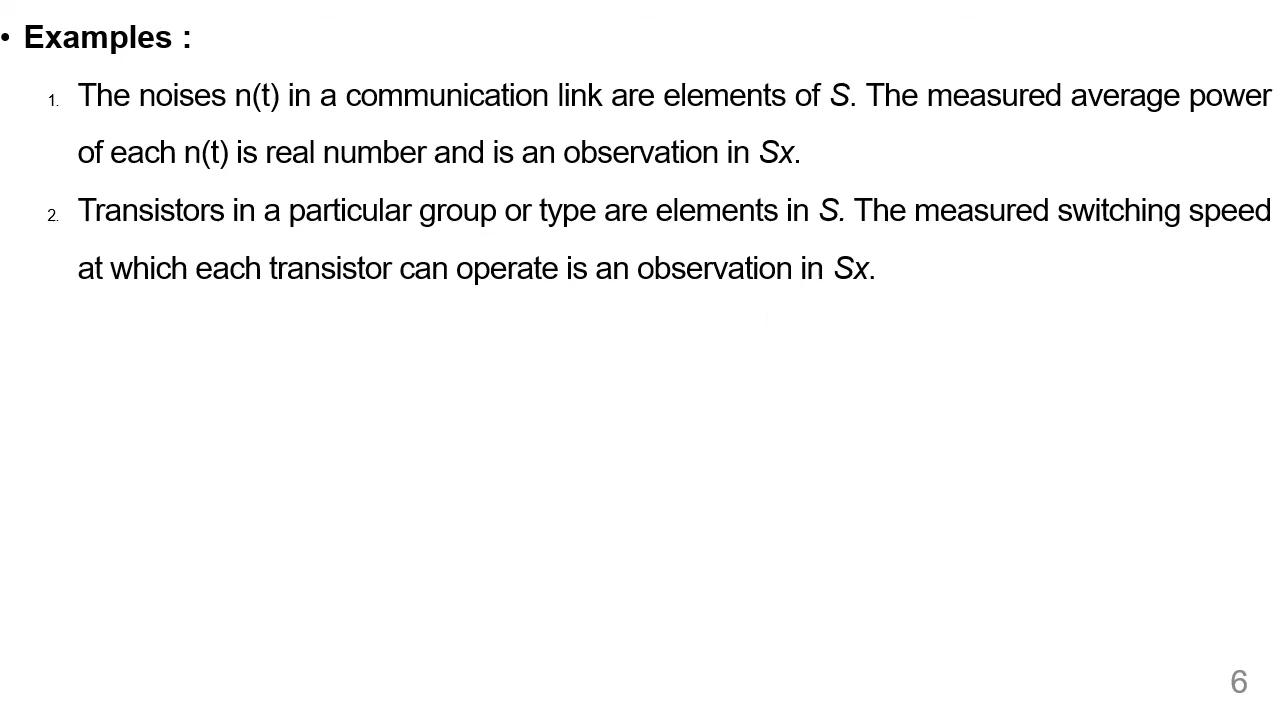 • Examples :
1. The noises n(t) in a communication link are elements of S. The measured average power
of each n(t) is real number and is an observation in Sx.
2. Transistors in a particular group or type are elements in S. The measured switching speed
at which each transistor can operate is an observation in Sx.
6